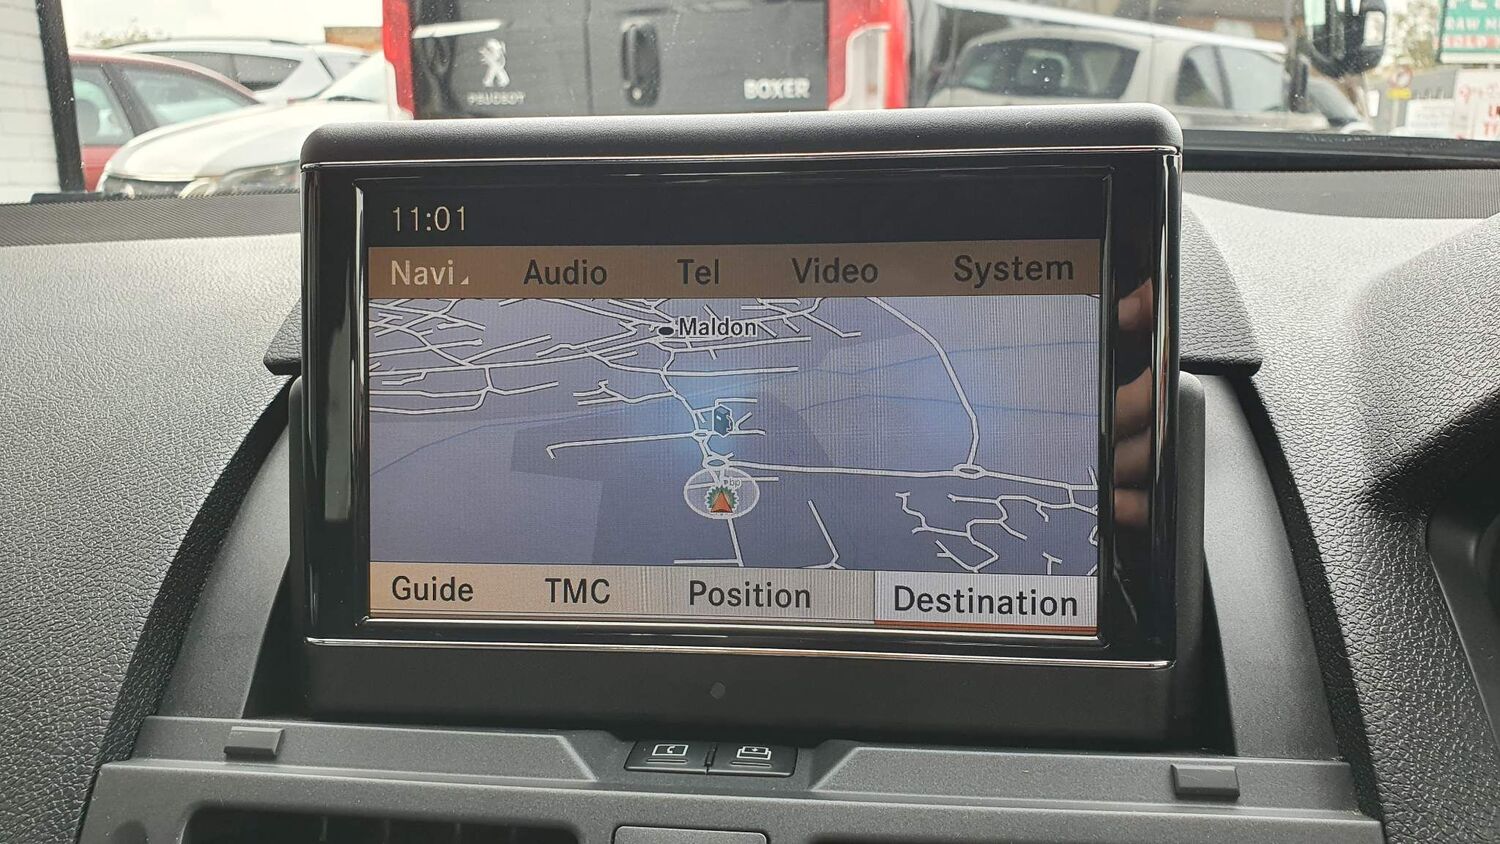 PEUGEOT
BOXER
11:01
Navi Audio Tel Video System
Maldon
bp
Guide TMC Position Destination